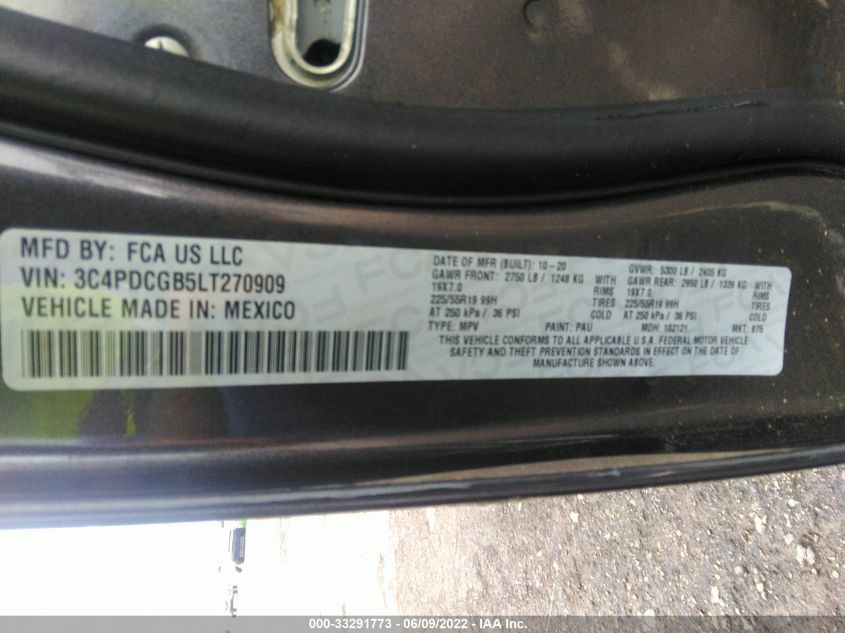 MFD BY: FCA US LLC
VIN: 3C4PDCGB5LT270909
VEHICLE MADE IN: MEXICO
DATE OF MFR (BUILT): 10-20 GVWR: 5300 LB / 2405 KG
GAWR FRONT: 2750 LB / 1248 KG GAWR REAR: 2950 LB / 1339 KG
19X7.0 RIMS 19X7.0 RIMS
225/55R19 99H TIRES 225/55R19 99H TIRES
AT 250 kPa / 36 PSI COLD AT 250 kPa / 36 PSI COLD
TYPE: MPV PAINT: PAU MDH: 102121 MKT: 875
THIS VEHICLE CONFORMS TO ALL APPLICABLE U.S.A. FEDERAL MOTOR VEHICLE
SAFETY AND THEFT PREVENTION STANDARDS IN EFFECT ON THE DATE OF
MANUFACTURE SHOWN ABOVE.
000-33291773 - 06/09/2022 - IAA Inc.